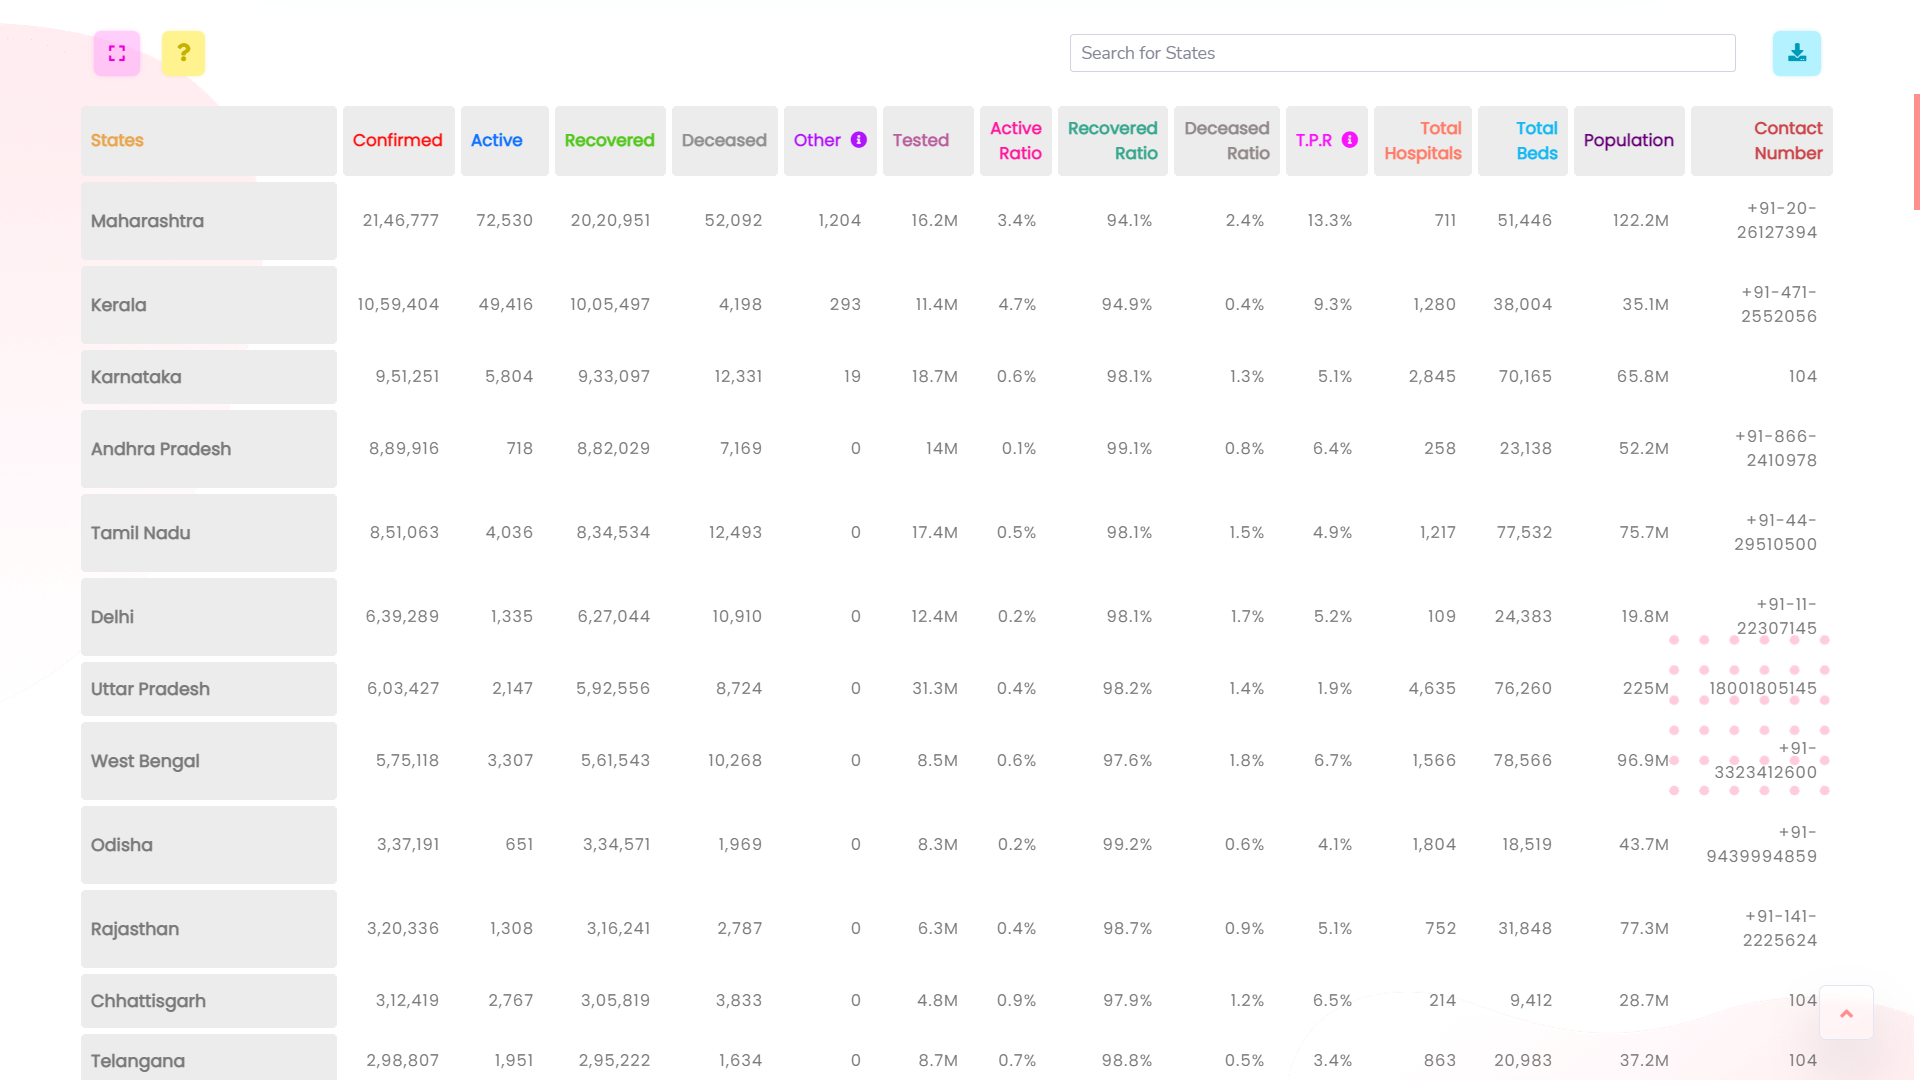 ?
Search for States
States Confirmed Active Recovered Deceased Other Tested Active Ratio Recovered Ratio Deceased Ratio T.P.R Total Hospitals Total Beds Population Contact Number
Maharashtra 21,46,777 72,530 20,20,951 52,092 1,204 16.2M 3.4% 94.1% 2.4% 13.3% 711 51,446 122.2M +91-20-26127394
Kerala 10,59,404 49,416 10,05,497 4,198 293 11.4M 4.7% 94.9% 0.4% 9.3% 1,280 38,004 35.1M +91-471-2552056
Karnataka 9,51,251 5,804 9,33,097 12,331 19 18.7M 0.6% 98.1% 1.3% 5.1% 2,845 70,165 65.8M 104
Andhra Pradesh 8,89,916 718 8,82,029 7,169 0 14M 0.1% 99.1% 0.8% 6.4% 258 23,138 52.2M +91-866-2410978
Tamil Nadu 8,51,063 4,036 8,34,534 12,493 0 17.4M 0.5% 98.1% 1.5% 4.9% 1,217 77,532 75.7M +91-44-29510500
Delhi 6,39,289 1,335 6,27,044 10,910 0 12.4M 0.2% 98.1% 1.7% 5.2% 109 24,383 19.8M +91-11-22307145
Uttar Pradesh 6,03,427 2,147 5,92,556 8,724 0 31.3M 0.4% 98.2% 1.4% 1.9% 4,635 76,260 225M 18001805145
West Bengal 5,75,118 3,307 5,61,543 10,268 0 8.5M 0.6% 97.6% 1.8% 6.7% 1,566 78,566 96.9M +91-3323412600
Odisha 3,37,191 651 3,34,571 1,969 0 8.3M 0.2% 99.2% 0.6% 4.1% 1,804 18,519 43.7M +91-9439994859
Rajasthan 3,20,336 1,308 3,16,241 2,787 0 6.3M 0.4% 98.7% 0.9% 5.1% 752 31,848 77.3M +91-141-2225624
Chhattisgarh 3,12,419 2,767 3,05,819 3,833 0 4.8M 0.9% 97.9% 1.2% 6.5% 214 9,412 28.7M 104
Telangana 2,98,807 1,951 2,95,222 1,634 0 8.7M 0.7% 98.8% 0.5% 3.4% 863 20,983 37.2M 104